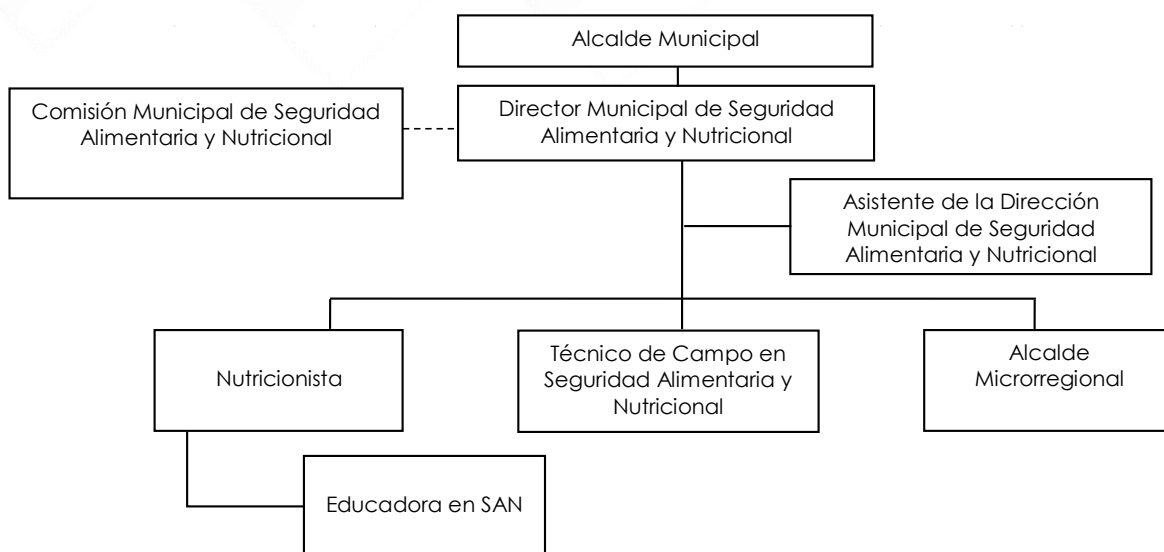 Alcalde Municipal
Comisión Municipal de Seguridad
Alimentaria y Nutricional
Director Municipal de Seguridad
Alimentaria y Nutricional
Asistente de la Dirección
Municipal de Seguridad
Alimentaria y Nutricional
Nutricionista
Técnico de Campo en
Seguridad Alimentaria y
Nutricional
Alcalde
Microrregional
Educadora en SAN